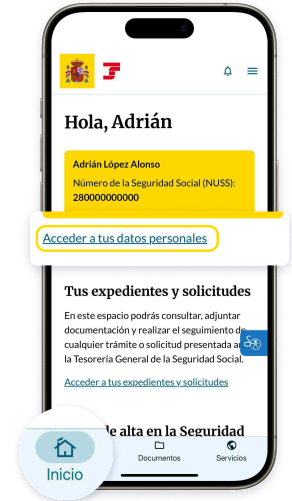 Hola, Adrián
Adrián López Alonso
Número de la Seguridad Social (NUSS):
280000000000
Acceder a tus datos personales
Tus expedientes y solicitudes
En este espacio podrás consultar, adjuntar
documentación y realizar el seguimiento de
cualquier trámite o solicitud presentada
la Tesorería General de la Seguridad Social.
Acceder a tus expedientes y solicitudes
de alta en la Seguridad
Inicio
Documentos
Servicios